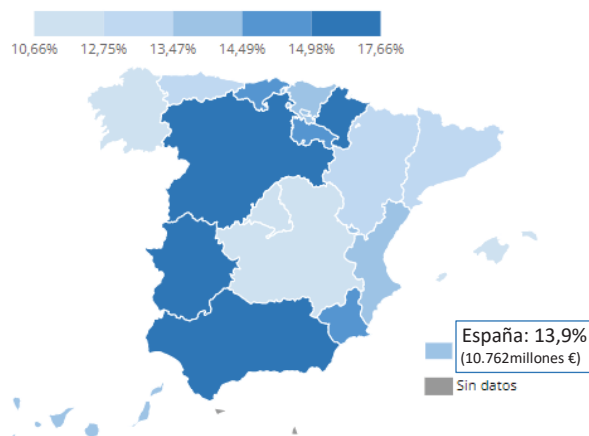 10,66% 12,75% 13,47% 14,49% 14,98% 17,66%
España: 13,9%
(10.762millones €)
Sin datos